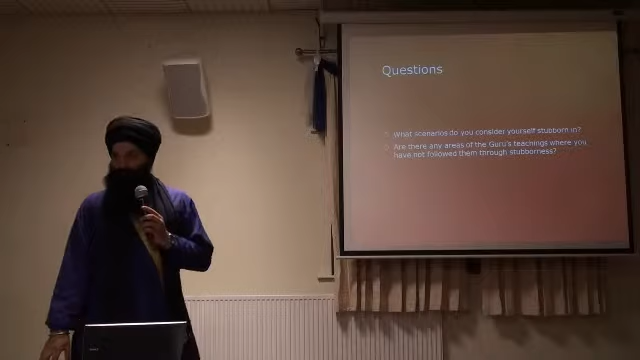 Questions
What scenarios do you consider yourself stubborn in?
Are there any areas of the Guru's teachings where you
have not followed them through stubborness?